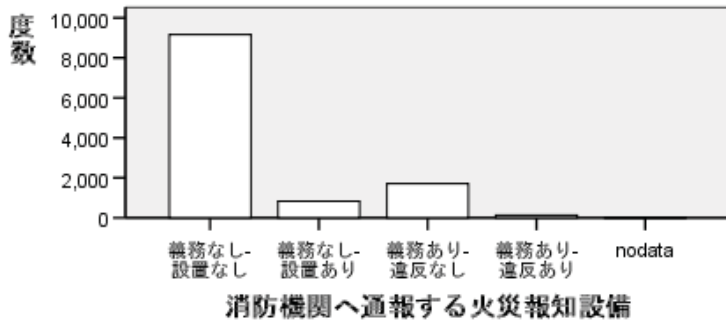 度数
10,000
8,000
6,000
4,000
2,000
0
義務なし-
設置なし
義務なし-
設置あり
義務あり-
違反なし
義務あり-
違反あり
nodata
消防機関へ通報する火災報知設備